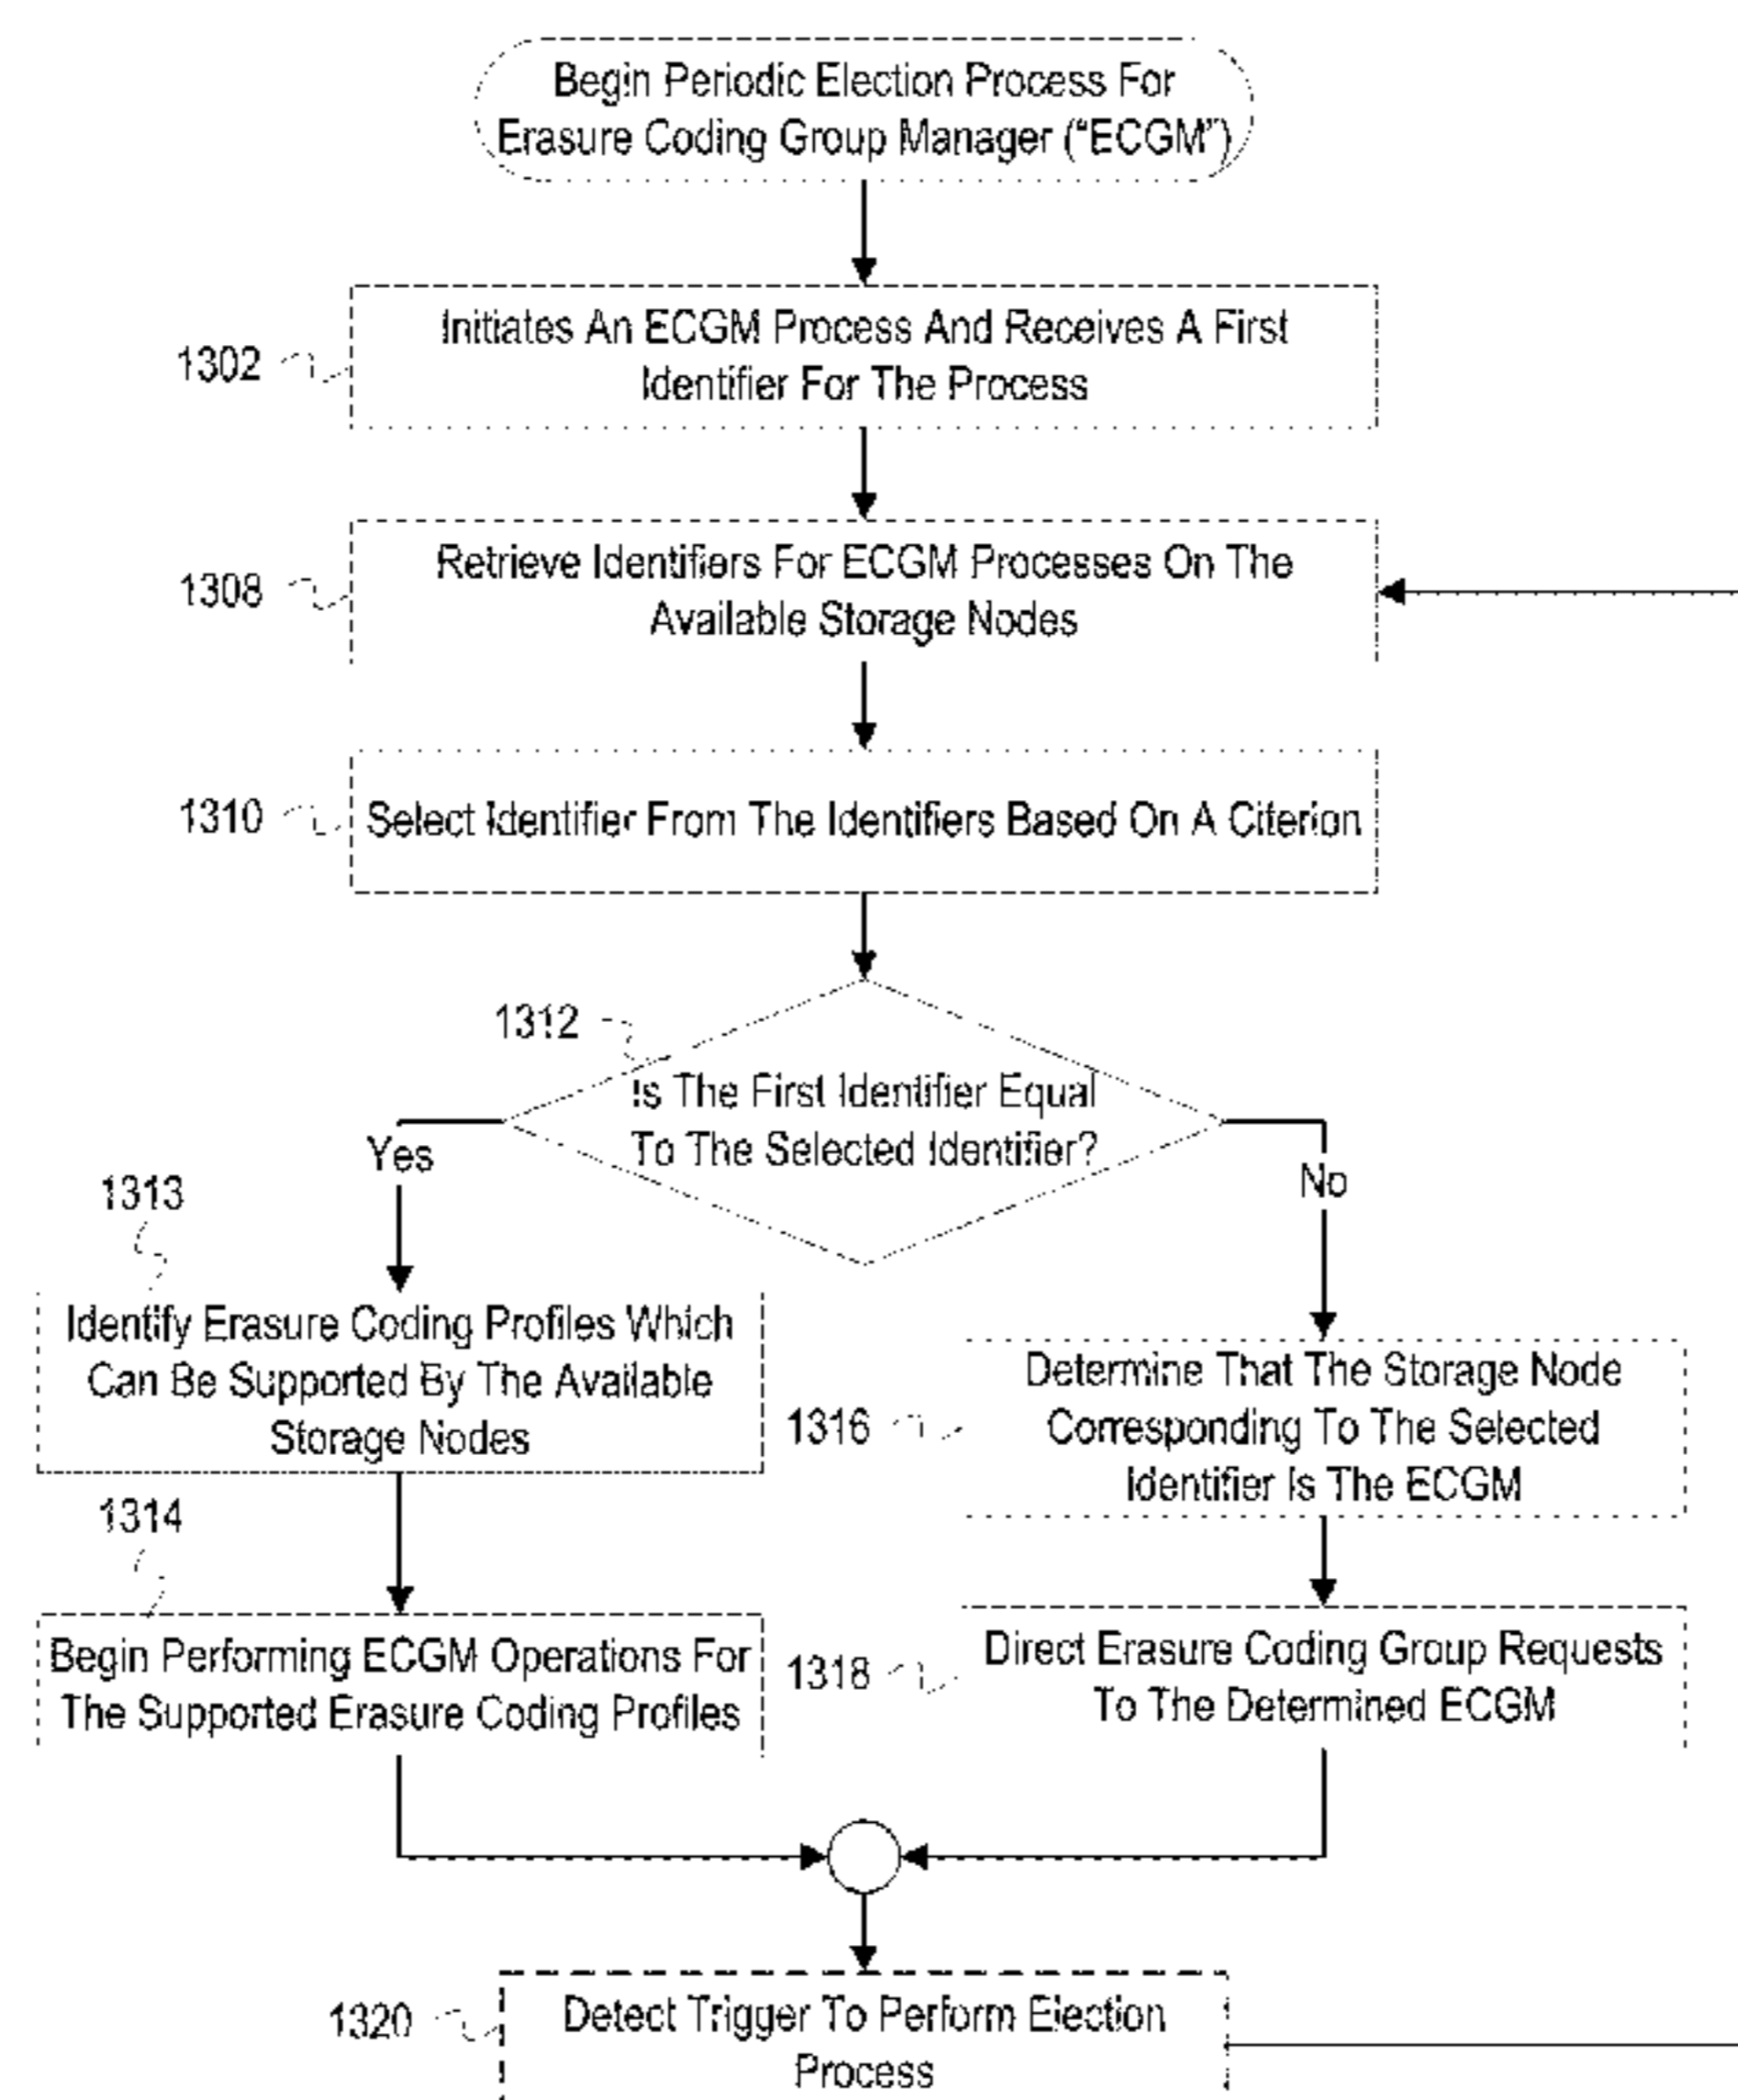 Begin Periodic Election Process For
Erasure Coding Group Manager ("ECGM")
1302
Initiates An ECGM Process And Receives A First
Identifier For The Process
1308
Retrieve Identifiers For ECGM Processes On The
Available Storage Nodes
1310
Select Identifier From The Identifiers Based On A Citerion
1312
Is The First Identifier Equal
To The Selected Identifier?
Yes
No
1313
Identify Erasure Coding Profiles Which
Can Be Supported By The Available
Storage Nodes
1316
Determine That The Storage Node
Corresponding To The Selected
Identifier Is The ECGM
1314
Begin Performing ECGM Operations For
The Supported Erasure Coding Profiles
1318
Direct Erasure Coding Group Requests
To The Determined ECGM
1320
Detect Trigger To Perform Election
Process